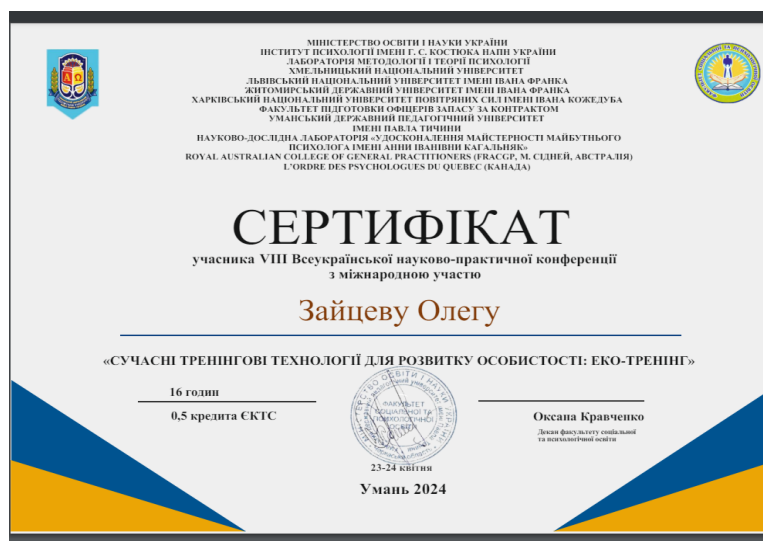 МІНІСТЕРСТВО ОСВІТИ І НАУКИ УКРАЇНИ
ІНСТИТУТ ПСИХОЛОГІЇ ІМЕНІ Г. С. КОСТЮКА НАПН УКРАЇНИ
ЛАБОРАТОРІЯ МЕТОДОЛОГІЇ І ТЕОРІЇ ПСИХОЛОГІЇ
ХМЕЛЬНИЦЬКИЙ НАЦІОНАЛЬНИЙ УНІВЕРСИТЕТ
ЛЬВІВСЬКИЙ НАЦІОНАЛЬНИЙ УНІВЕРСИТЕТ ІМЕНІ ІВАНА ФРАНКА
ЖИТОМИРСЬКИЙ ДЕРЖАВНИЙ УНІВЕРСИТЕТ ІМЕНІ ІВАНА ФРАНКА
ХАРКІВСЬКИЙ НАЦІОНАЛЬНИЙ УНІВЕРСИТЕТ ПОВІТРЯНИХ СИЛ ІМЕНІ ІВАНА КОЖЕДУБА
ФАКУЛЬТЕТ ПІДГОТОВКИ ОФІЦЕРІВ ЗАПАСУ ЗА КОНТРАКТОМ
УМАНСЬКИЙ ДЕРЖАВНИЙ ПЕДАГОГІЧНИЙ УНІВЕРСИТЕТ
ІМЕНІ ПАВЛА ТИЧИНИ
НАУКОВО-ДОСЛІДНА ЛАБОРАТОРІЯ «УДОСКОНАЛЕННЯ МАЙСТЕРНОСТІ МАЙБУТНЬОГО
ПСИХОЛОГА ІМЕНІ АННИ ІВАНІВНИ КАГАЛЬНЯК»
ROYAL AUSTRALIAN COLLEGE OF GENERAL PRACTITIONERS (FRACGP, М. СІДНЕЙ, АВСТРАЛІЯ)
L'ORDRE DES PSYCHOLOGUES DU QUEBEC (КАНАДА)
СЕРТИФІКАТ
учасника VIII Всеукраїнської науково-практичної конференції
з міжнародною участю
Зайцеву Олегу
«СУЧАСНІ ТРЕНІНГОВІ ТЕХНОЛОГІЇ ДЛЯ РОЗВИТКУ ОСОБИСТОСТІ: ЕКО-ТРЕНІНГ»
16 годин
0,5 кредита ЄКТС
ФАКУЛЬТЕТ
СОЦІАЛЬНОЇ ТА
ПСИХОЛОГІЧНОЇ
ОСВІТИ
Оксана Кравченко
Декан факультету соціальної
та психологічної освіти
23-24 квітня
Умань 2024